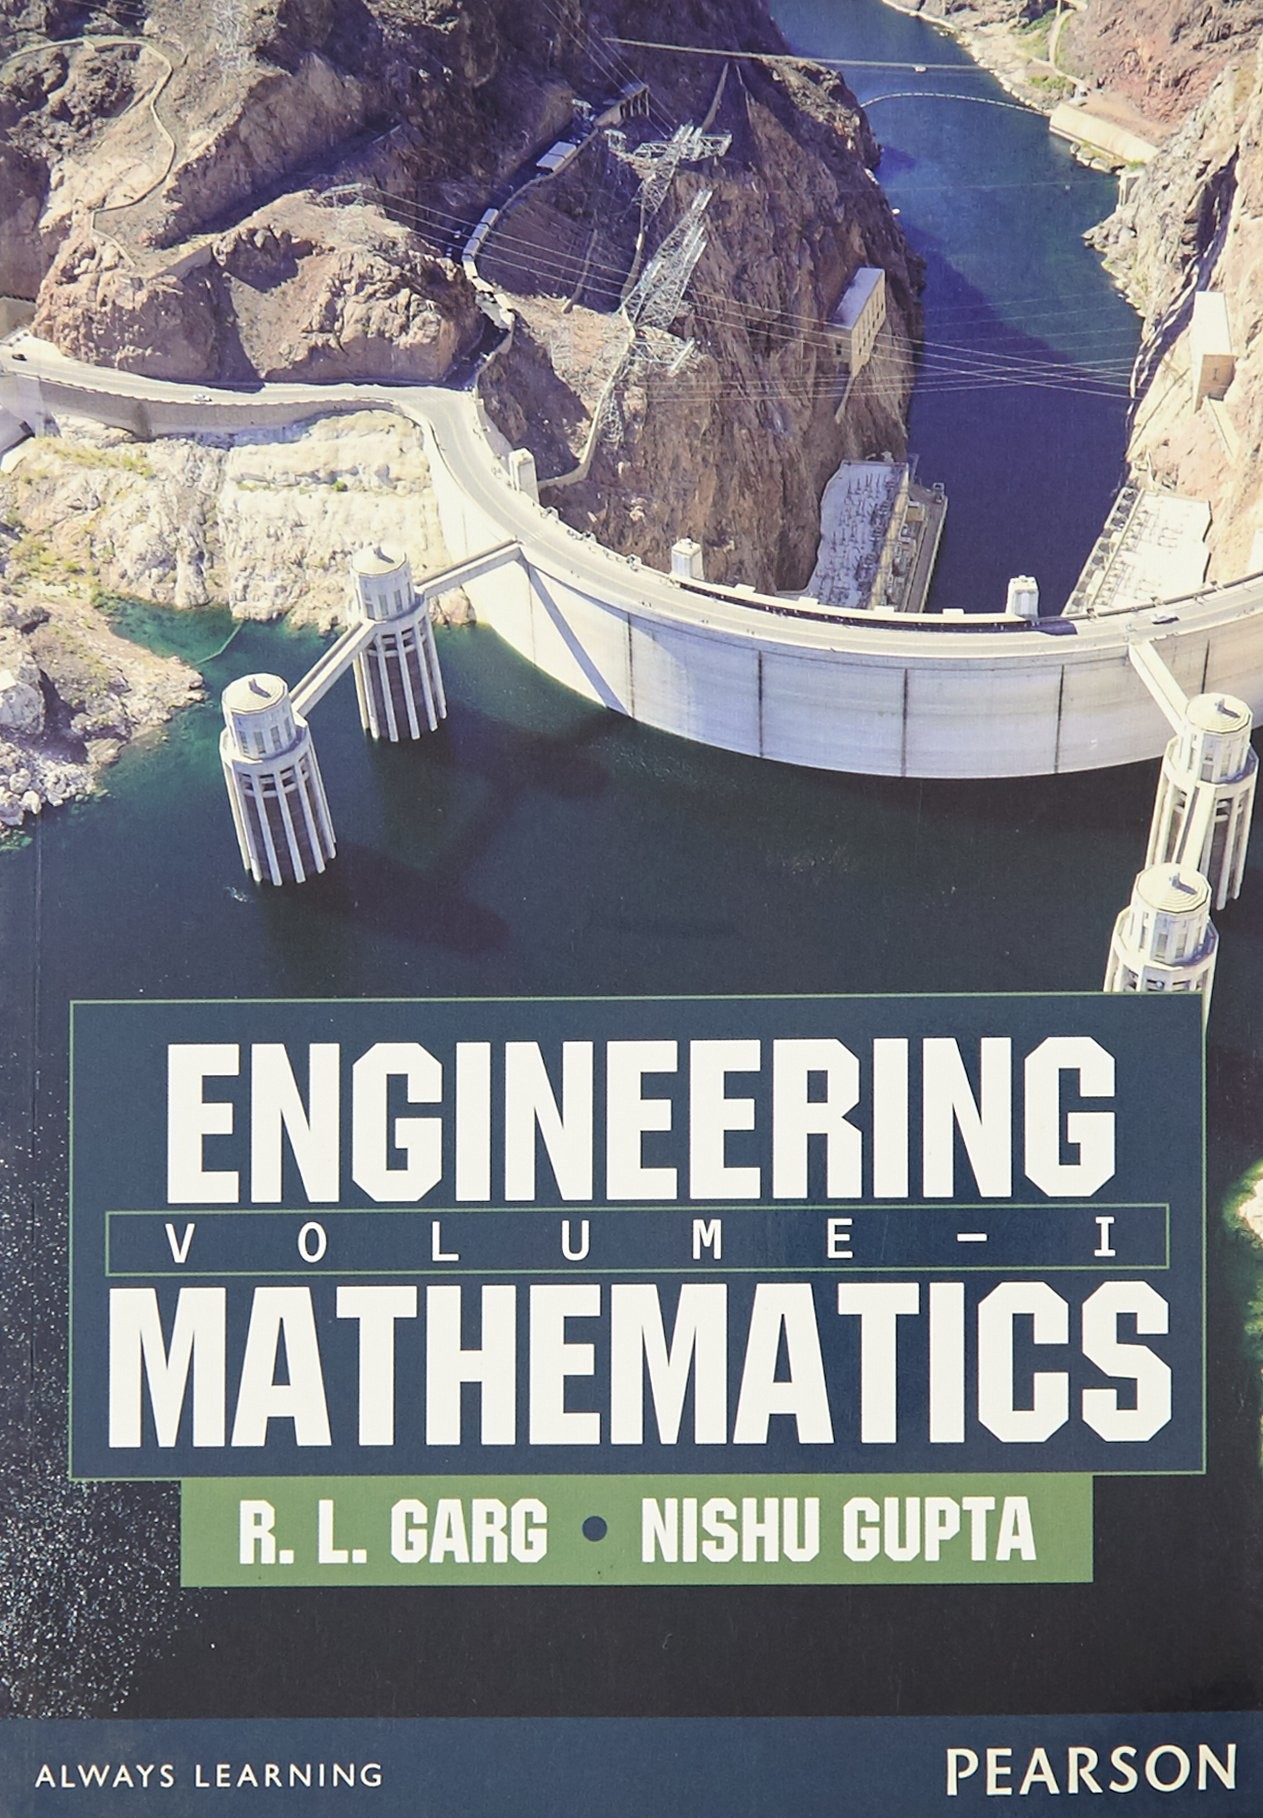 ENGINEERING
VOLUME-I
MATHEMATICS
R. L. GARG • NISHU GUPTA
ALWAYS LEARNING
PEARSON